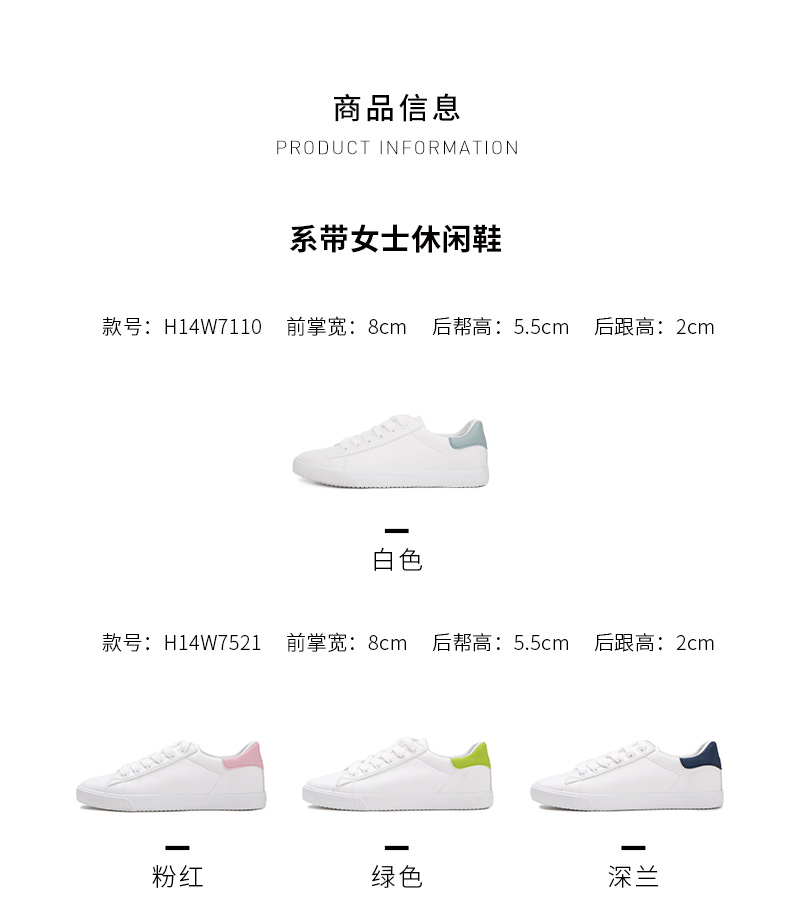 商品信息
PRODUCT INFORMATION
系带女士休闲鞋
款号：H14W7110 前掌宽：8cm 后帮高：5.5cm 后跟高：2cm
白色
款号：H14W7521 前掌宽：8cm 后帮高：5.5cm 后跟高：2cm
粉红 绿色 深兰